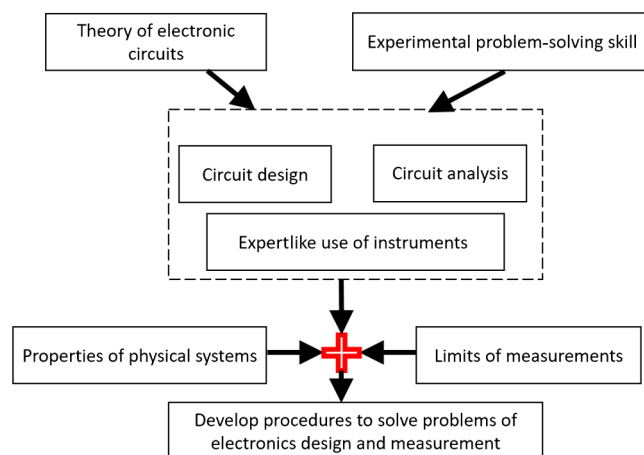 Theory of electronic
circuits
Experimental problem-solving skill
Circuit design
Circuit analysis
Expertlike use of instruments
Properties of physical systems
Limits of measurements
Develop procedures to solve problems of
electronics design and measurement